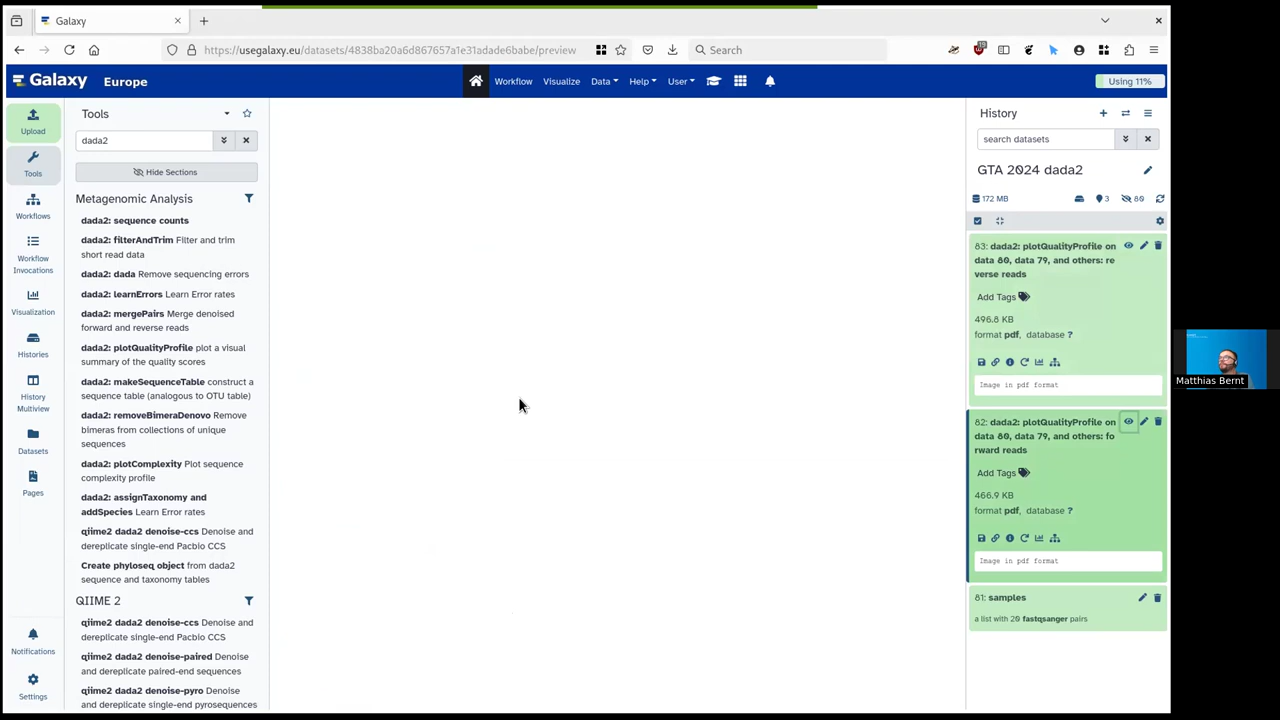 Galaxy
https://usegalaxy.eu/datasets/4838ba20a6d867657a1e31adade6babe/preview
Search
Galaxy
Europe
Workflow
Visualize
Data
Help
User
Using 11%
Upload
Tools
Workflows
Workflow
Invocations
Visualization
Histories
History
Multiview
Datasets
Pages
Notifications
Settings
Tools
dada2
Hide Sections
Metagenomic Analysis
dada2: sequence counts
dada2: filterAndTrim Filter and trim
short read data
dada2: dada Remove sequencing errors
dada2: learnErrors Learn Error rates
dada2: mergePairs Merge denoised
forward and reverse reads
dada2: plotQualityProfile plot a visual
summary of the quality scores
dada2: makeSequenceTable construct a
sequence table (analogous to OTU table)
dada2: removeBimeraDenovo Remove
bimeras from collections of unique
sequences
dada2: plotComplexity Plot sequence
complexity profile
dada2: assignTaxonomy and
addSpecies Learn Error rates
qiime2 dada2 denoise-ccs Denoise and
dereplicate single-end Pacbio CCS
Create phyloseq object from dada2
sequence and taxonomy tables
QIIME 2
qiime2 dada2 denoise-ccs Denoise and
dereplicate single-end Pacbio CCS
qiime2 dada2 denoise-paired Denoise
and dereplicate paired-end sequences
qiime2 dada2 denoise-pyro Denoise
and dereplicate single-end pyrosequences
History
search datasets
GTA 2024 dada2
172 MB
3
80
83: dada2: plotQualityProfile on
data 80, data 79, and others: re
verse reads
Add Tags
496.8 KB
format pdf, database ?
Image in pdf format
82: dada2: plotQualityProfile on
data 80, data 79, and others: fo
rward reads
Add Tags
466.9 KB
format pdf, database ?
Image in pdf format
81: samples
a list with 20 fastqsanger pairs
Matthias Bernt